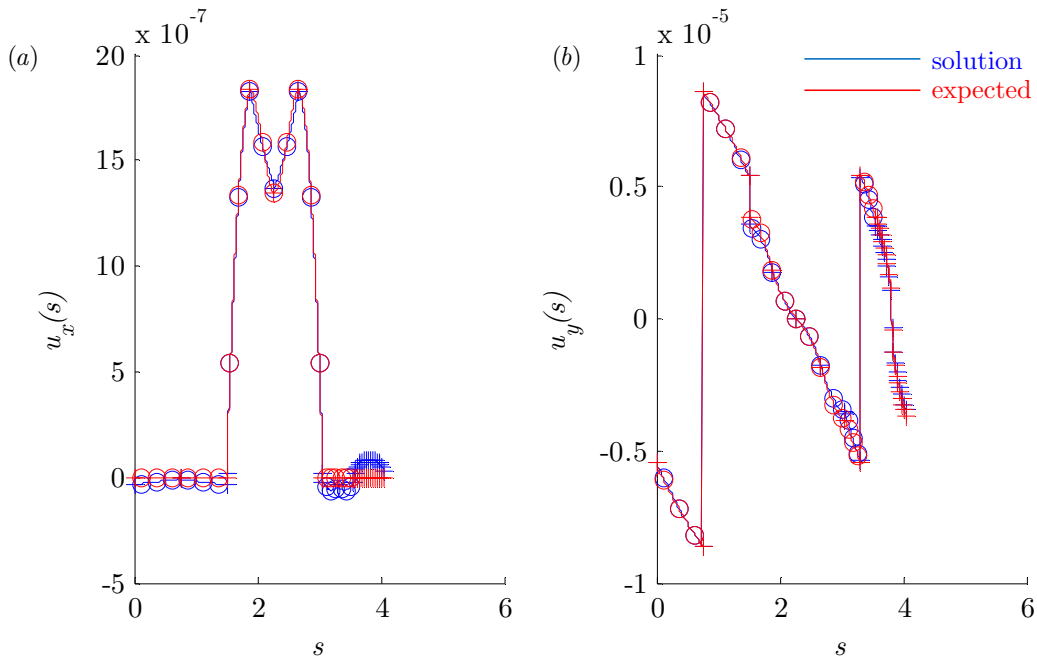 (a)
x 10^-7
20
15
10
5
0
-5
0 2 4 6
u_x(s)
s
(b)
x 10^-5
1
0.5
0
-0.5
-1
0 2 4 6
u_y(s)
s
solution
expected